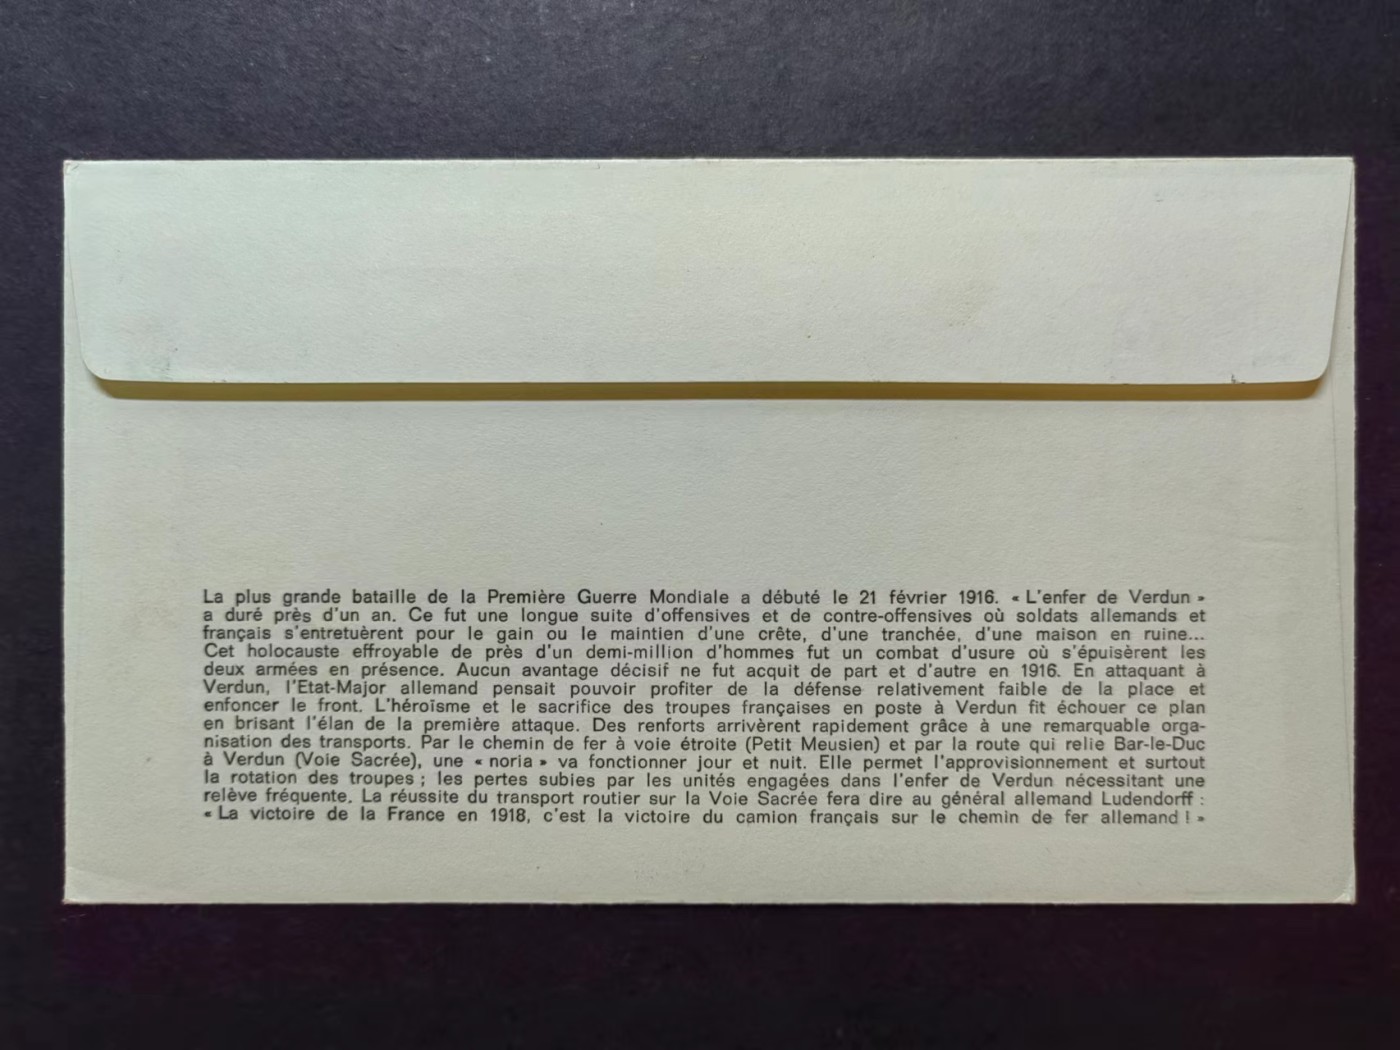 La plus grande bataille de la Première Guerre Mondiale a débuté le 21 février 1916. « L'enfer de Verdun »
a duré près d'un an. Ce fut une longue suite d'offensives et de contre-offensives où soldats allemands et
français s'entretuèrent pour le gain ou le maintien d'une crête, d'une tranchée, d'une maison en ruine...
Cet holocauste effroyable de près d'un demi-million d'hommes fut un combat d'usure où s'épuisèrent les
deux armées en présence. Aucun avantage décisif ne fut acquit de part et d'autre en 1916. En attaquant à
Verdun, l'Etat-Major allemand pensait pouvoir profiter de la défense relativement faible de la place et
enfoncer le front. L'héroïsme et le sacrifice des troupes françaises en poste à Verdun fit échouer ce plan
en brisant l'élan de la première attaque. Des renforts arrivèrent rapidement grâce à une remarquable orga-
nisation des transports. Par le chemin de fer à voie étroite (Petit Meusien) et par la route qui relie Bar-le-Duc
à Verdun (Voie Sacrée), une « noria » va fonctionner jour et nuit. Elle permet l'approvisionnement et surtout
la rotation des troupes ; les pertes subies par les unités engagées dans l'enfer de Verdun nécessitant une
relève fréquente. La réussite du transport routier sur la Voie Sacrée fera dire au général allemand Ludendorff :
« La victoire de la France en 1918, c'est la victoire du camion français sur le chemin de fer allemand ! »